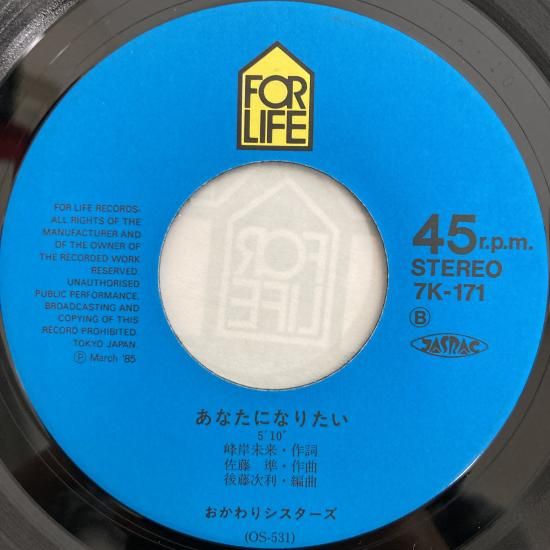 FOR
LIFE
FOR LIFE RECORDS·
ALL RIGHTS OF THE
MANUFACTURER AND
OF THE OWNER OF
THE RECORDED WORK
RESERVED.
UNAUTHORISED
PUBLIC PERFORMANCE,
BROADCASTING AND
COPYING OF THIS
RECORD PROHIBITED.
TOKYO JAPAN.
Ⓟ March '85
45 r.p.m.
STEREO
7K-171
Ⓑ
JASRAC
FOR
LIFE
あなたになりたい
5'10"
峰岸未来・作詞
佐藤 準・作曲
後藤次利・編曲
おかわりシスターズ
(OS-531)